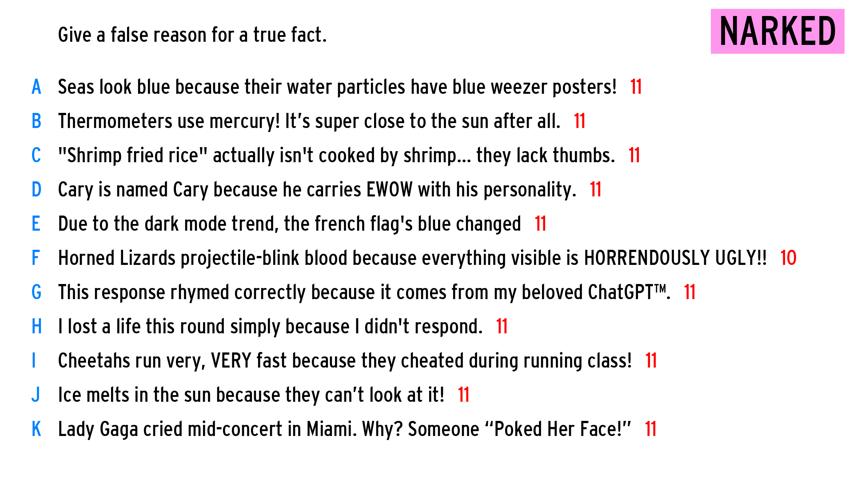 Give a false reason for a true fact.
NARKED
A Seas look blue because their water particles have blue weezer posters! 11
B Thermometers use mercury! It’s super close to the sun after all. 11
C "Shrimp fried rice" actually isn't cooked by shrimp... they lack thumbs. 11
D Cary is named Cary because he carries EWOW with his personality. 11
E Due to the dark mode trend, the french flag's blue changed 11
F Horned Lizards projectile-blink blood because everything visible is HORRENDOUSLY UGLY!! 10
G This response rhymed correctly because it comes from my beloved ChatGPT™. 11
H I lost a life this round simply because I didn't respond. 11
I Cheetahs run very, VERY fast because they cheated during running class! 11
J Ice melts in the sun because they can’t look at it! 11
K Lady Gaga cried mid-concert in Miami. Why? Someone “Poked Her Face!” 11